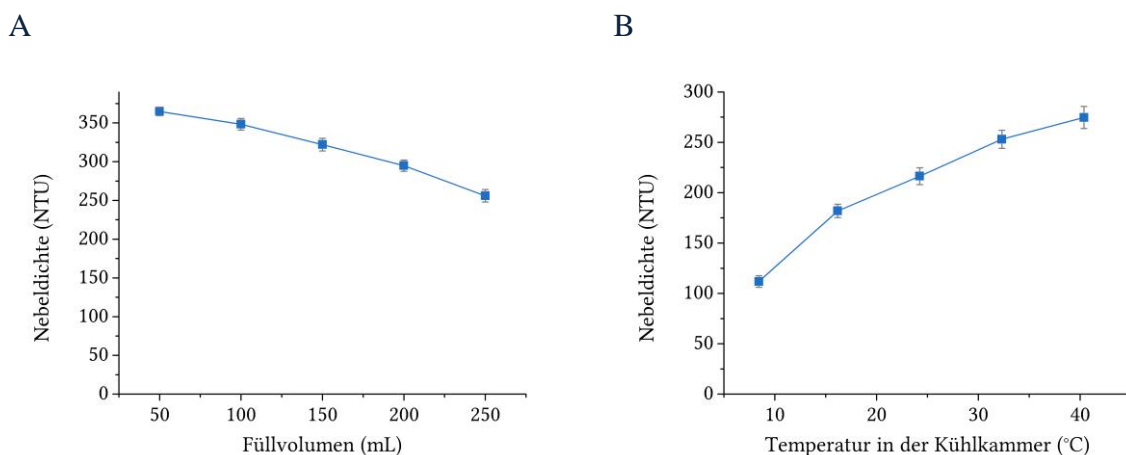 A
B
350
300
250
200
150
100
50
0
Nebeldichte (NTU)
50 100 150 200 250
Füllvolumen (mL)
300
250
200
150
100
50
0
Nebeldichte (NTU)
10 20 30 40
Temperatur in der Kühlkammer (°C)